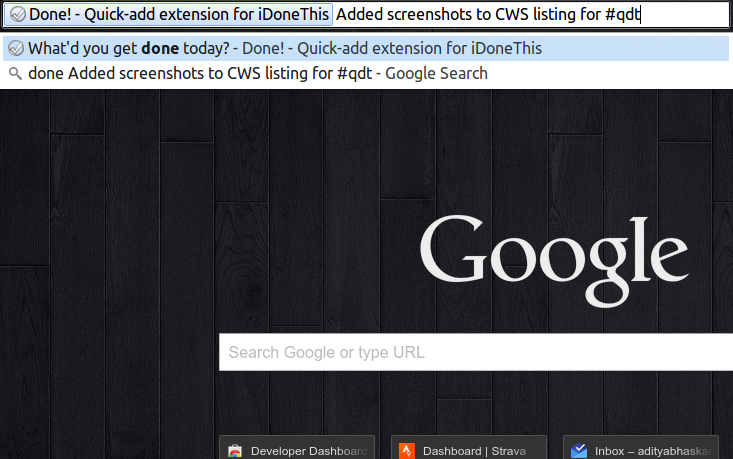 Done! - Quick-add extension for iDoneThis Added screenshots to CWS listing for #qdt
What'd you get done today? - Done! - Quick-add extension for iDoneThis
done Added screenshots to CWS listing for #qdt - Google Search
Google
Search Google or type URL
Developer Dashboard Dashboard | Strava Inbox – adityabhaskar